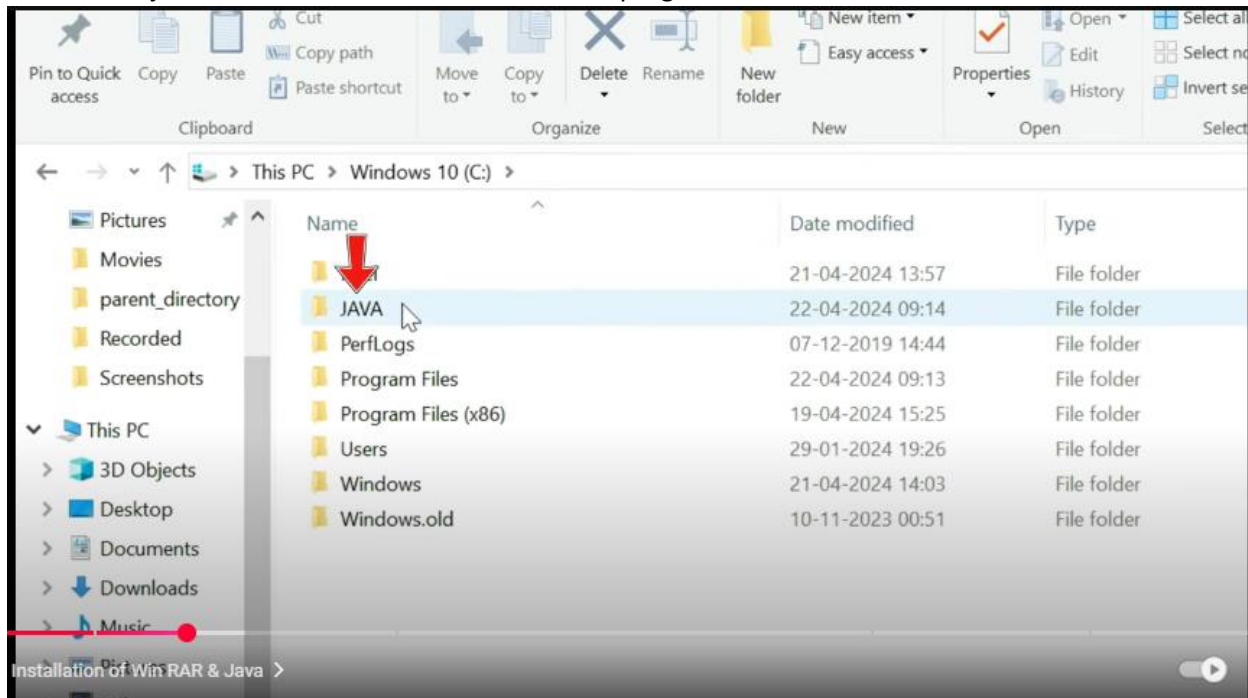 Cut
Copy path
Paste shortcut
Pin to Quick access
Copy
Paste
Clipboard
Move to
Copy to
Delete
Rename
Organize
New folder
New item
Easy access
New
Properties
Open
Edit
History
Open
Select all
Select
Invert
Select
This PC > Windows 10 (C:) >
Name Date modified Type
21-04-2024 13:57 File folder
JAVA 22-04-2024 09:14 File folder
PerfLogs 07-12-2019 14:44 File folder
Program Files 22-04-2024 09:13 File folder
Program Files (x86) 19-04-2024 15:25 File folder
Users 29-01-2024 19:26 File folder
Windows 21-04-2024 14:03 File folder
Windows.old 10-11-2023 00:51 File folder
Pictures
Movies
parent_directory
Recorded
Screenshots
This PC
3D Objects
Desktop
Documents
Downloads
Music
Installation of Win RAR & Java >